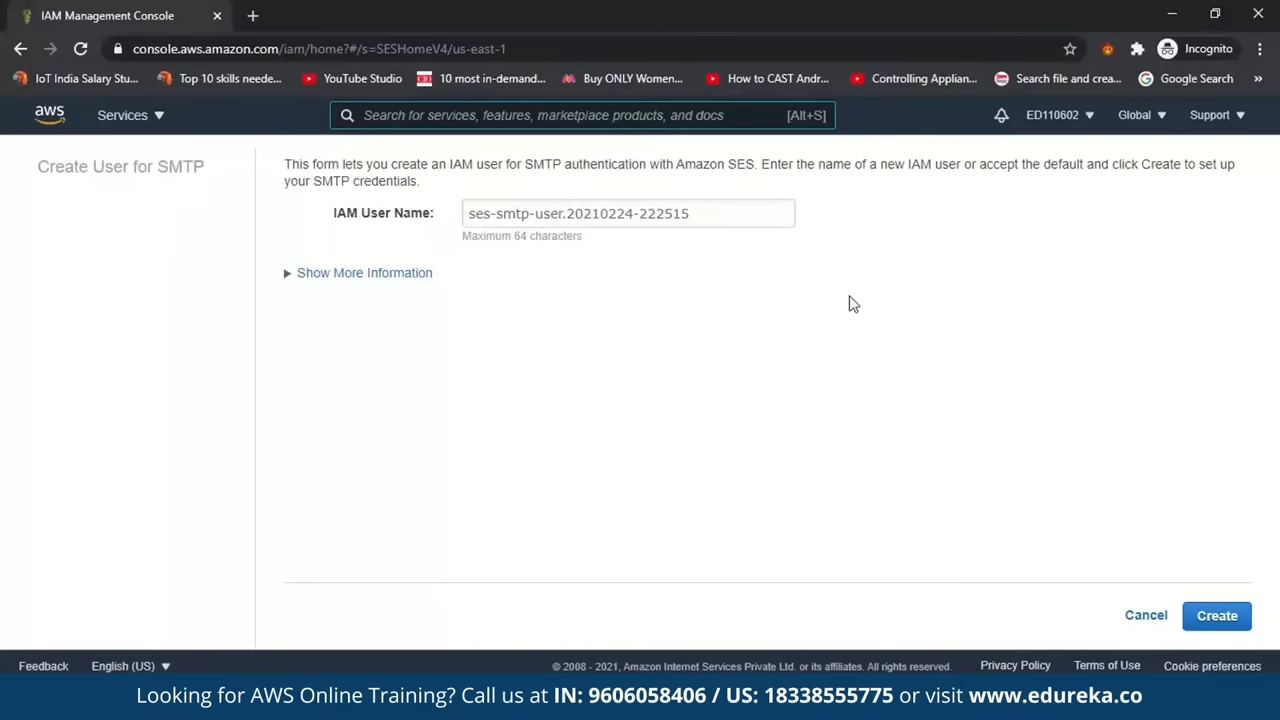 IAM Management Console
console.aws.amazon.com/iam/home?#/s=SESHomeV4/us-east-1
Incognito
IoT India Salary Stu...
Top 10 skills neede...
YouTube Studio
10 most in-demand...
Buy ONLY Women...
How to CAST Andr...
Controlling Applian...
Search file and crea...
Google Search
»
aws
Services
Search for services, features, marketplace products, and docs
[Alt+S]
ED110602
Global
Support
Create User for SMTP
This form lets you create an IAM user for SMTP authentication with Amazon SES. Enter the name of a new IAM user or accept the default and click Create to set up
your SMTP credentials.
IAM User Name:
ses-smtp-user.20210224-222515
Maximum 64 characters
Show More Information
Cancel
Create
Feedback
English (US)
© 2008 - 2021, Amazon Internet Services Private Ltd. or its affiliates. All rights reserved.
Privacy Policy
Terms of Use
Cookie preferences
Looking for AWS Online Training? Call us at IN: 9606058406 / US: 18338555775 or visit www.edureka.co